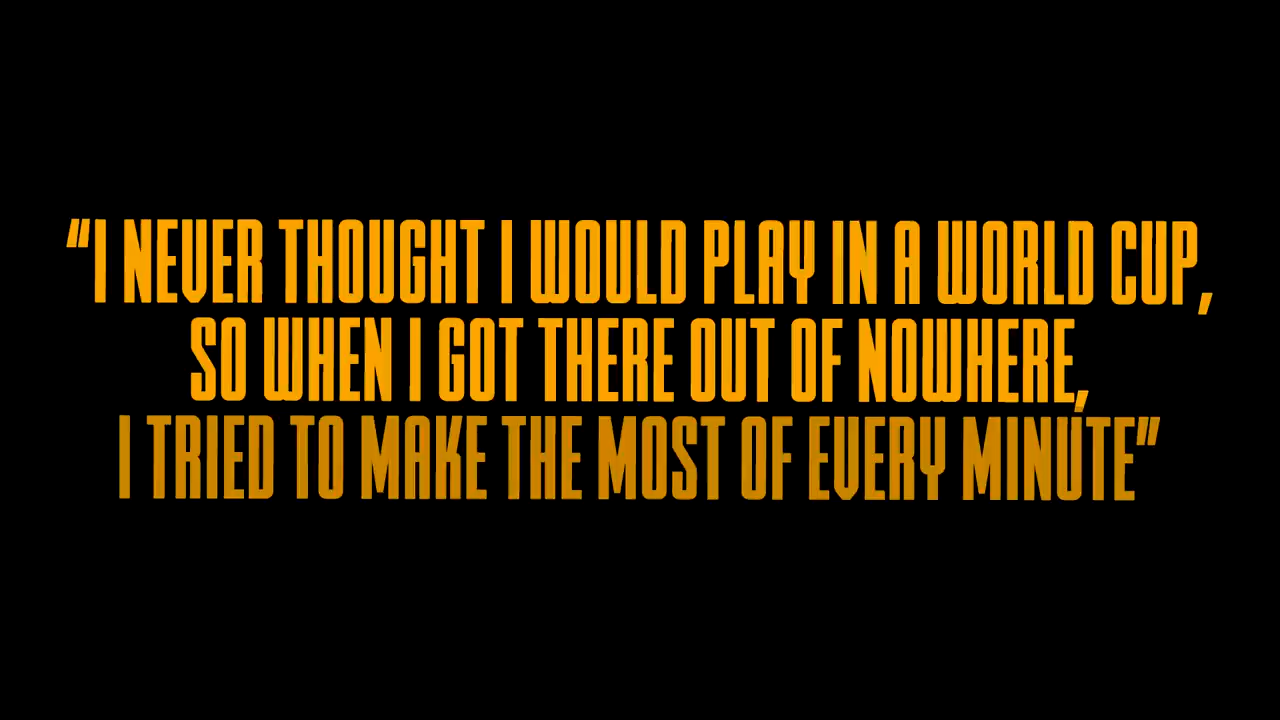 "I NEVER THOUGHT I WOULD PLAY IN A WORLD CUP,
SO WHEN I GOT THERE OUT OF NOWHERE,
I TRIED TO MAKE THE MOST OF EVERY MINUTE"